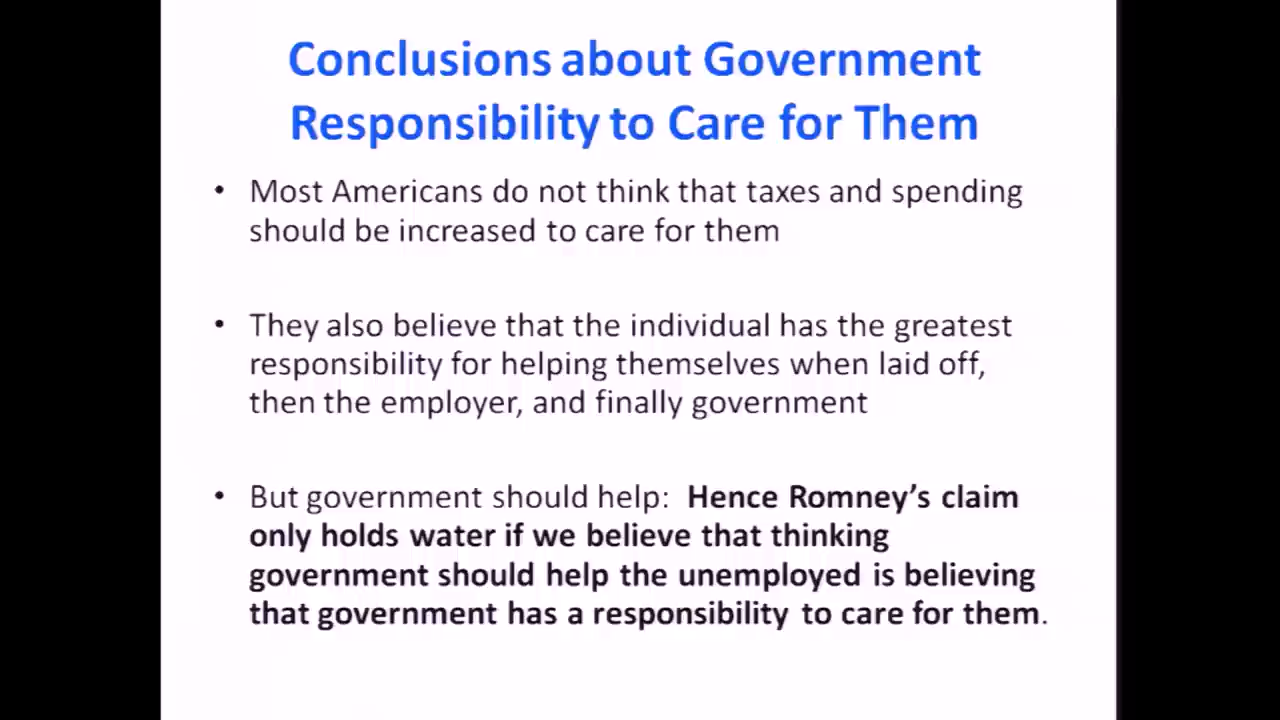 Conclusions about Government
Responsibility to Care for Them
• Most Americans do not think that taxes and spending
should be increased to care for them
• They also believe that the individual has the greatest
responsibility for helping themselves when laid off,
then the employer, and finally government
• But government should help: Hence Romney’s claim
only holds water if we believe that thinking
government should help the unemployed is believing
that government has a responsibility to care for them.